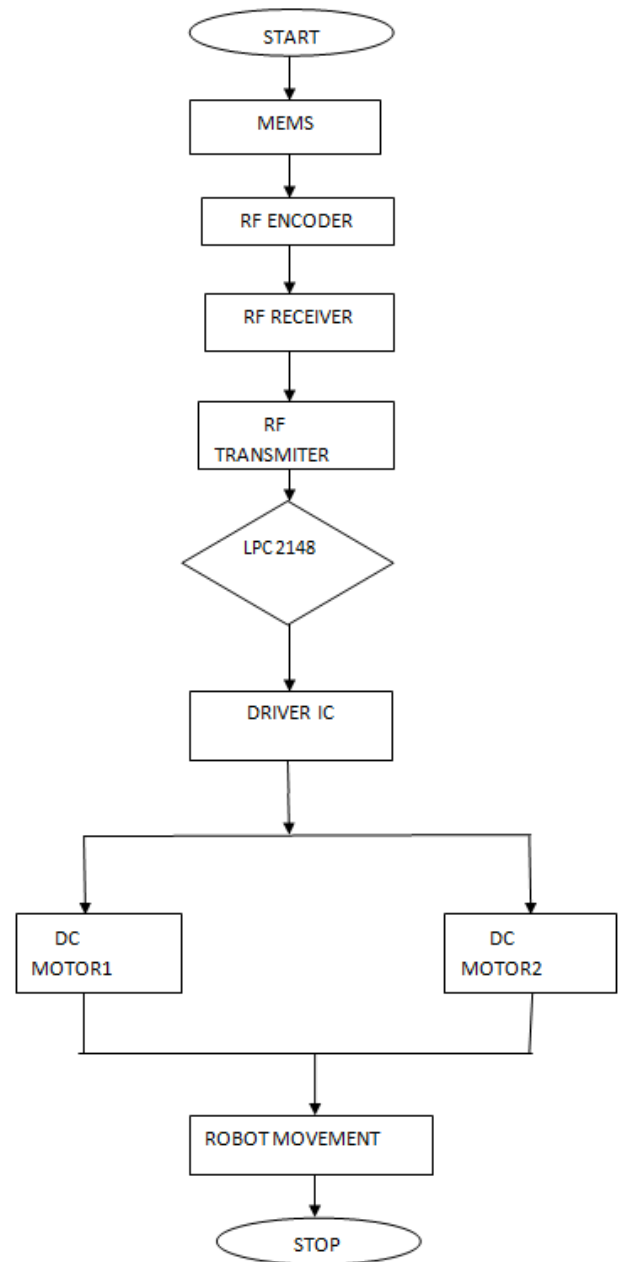 START
MEMS
RF ENCODER
RF RECEIVER
RF
TRANSMITER
LPC 2148
DRIVER IC
DC
MOTOR1
DC
MOTOR2
ROBOT MOVEMENT
STOP